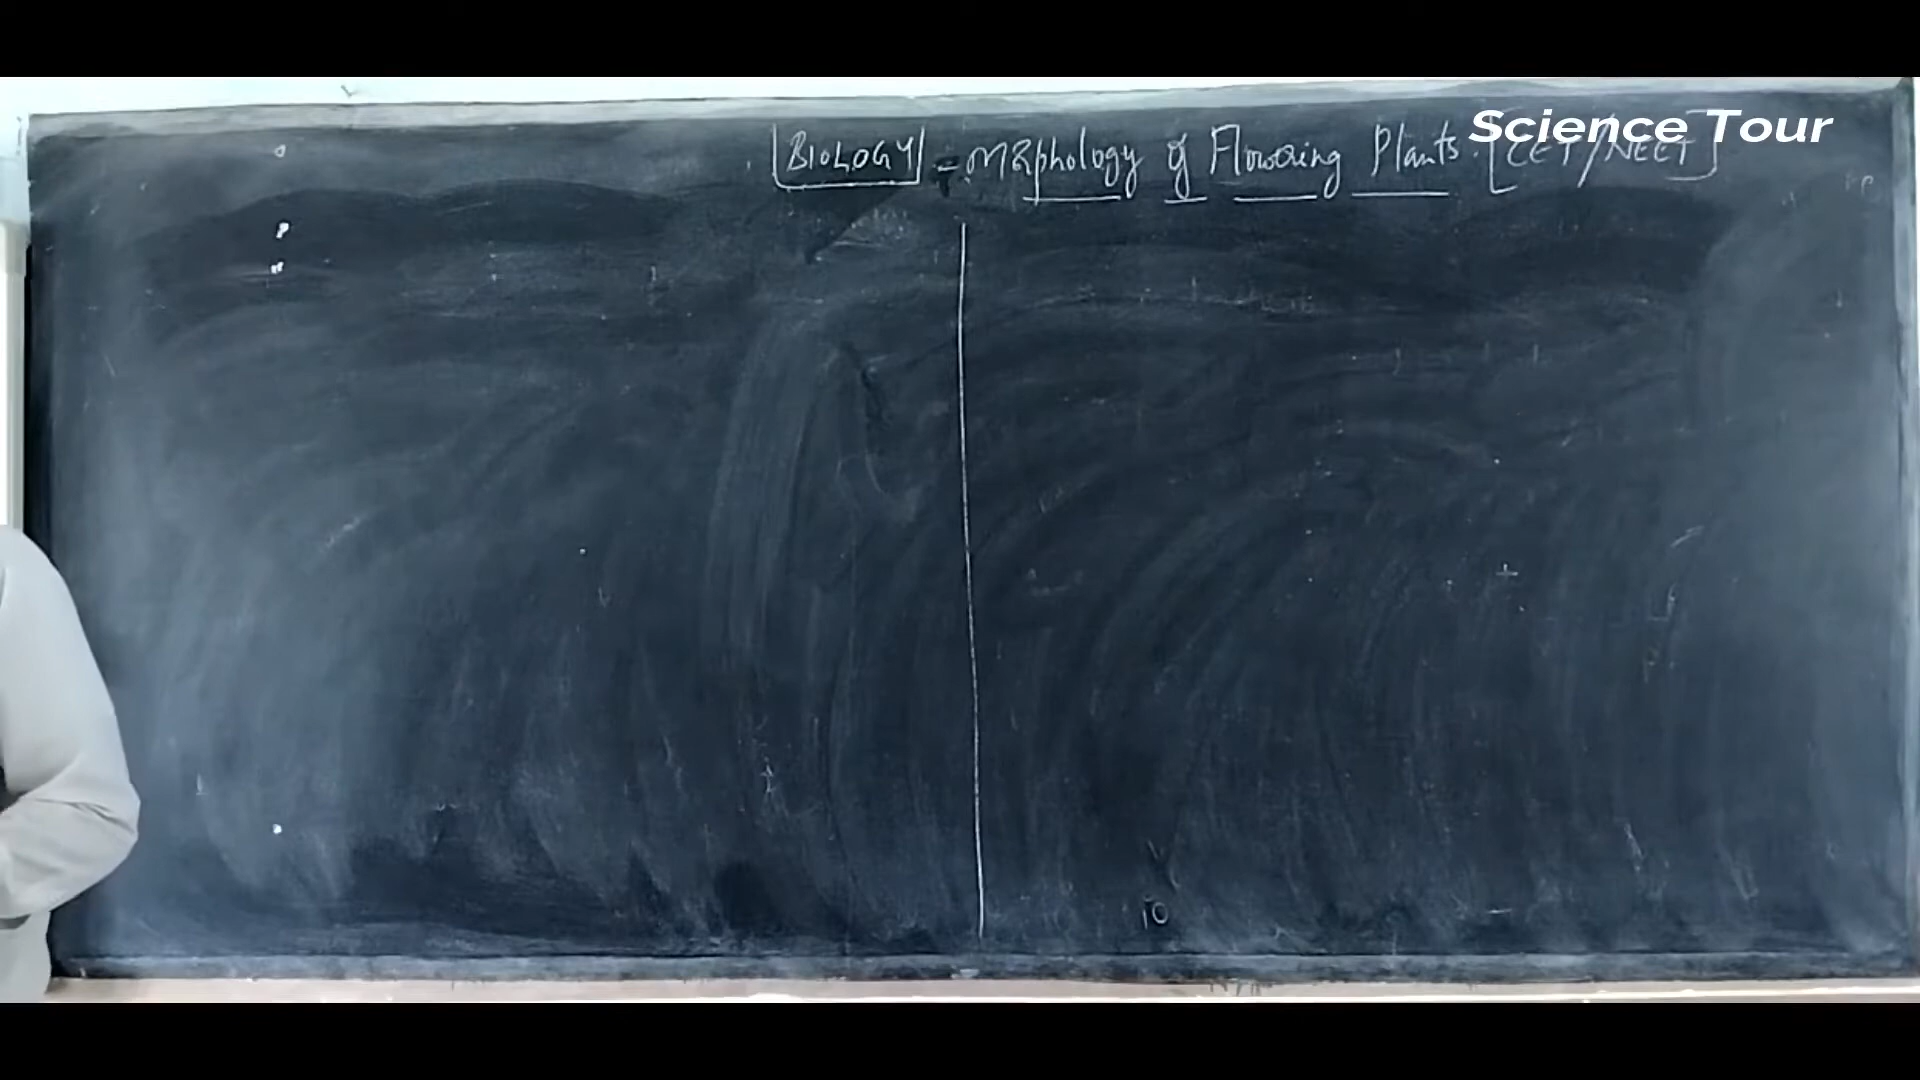 Science Tour
BIOLOGY - Morphology of Flowering Plants. [CET/NEET]
10